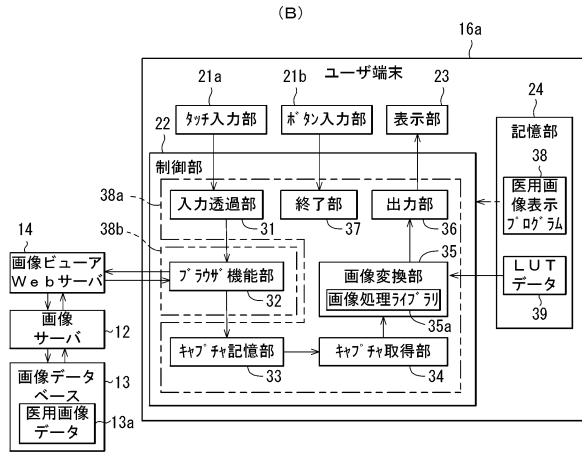 (B)
16a
ユーザ端末
21a
21b
23
24
ﾀｯﾁ入力部
ﾎﾞﾀﾝ入力部
表示部
記憶部
22
制御部
38
医用画
像表示
ﾌﾟﾛｸﾞﾗﾑ
38a
入力透過部
終了部
出力部
31
37
36
38b
14
画像ビューア
Ｗｅｂサーバ
ﾌﾞﾗｳｻﾞ機能部
32
35
画像変換部
画像処理ﾗｲﾌﾞﾗﾘ
35a
ＬＵＴ
データ
39
画像
サーバ
12
ｷｬﾌﾟﾁｬ記憶部
33
ｷｬﾌﾟﾁｬ取得部
34
画像データ
ベース
13
医用画像
データ
13a